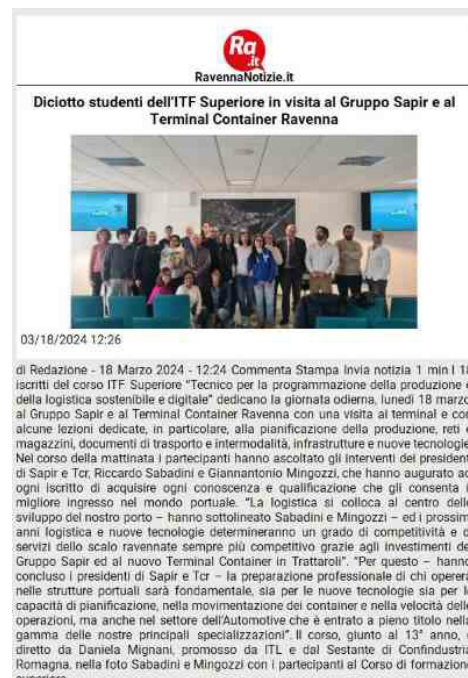 Ra
.it
RavennaNotizie.it
Diciotto studenti dell'ITF Superiore in visita al Gruppo Sapir e al
Terminal Container Ravenna
03/18/2024 12:26
di Redazione - 18 Marzo 2024 - 12:24 Commenta Stampa Invia notizia 1 min I 18
iscritti del corso ITF Superiore "Tecnico per la programmazione della produzione e
della logistica sostenibile e digitale" dedicano la giornata odierna, lunedì 18 marzo
al Gruppo Sapir e al Terminal Container Ravenna con una visita ai terminal e con
alcune lezioni dedicate, in particolare, alla pianificazione della produzione, reti e
magazzini, documenti di trasporto e intermodalità, infrastrutture e nuove tecnologie
Nel corso della mattinata i partecipanti hanno ascoltato gli interventi dei president
di Sapir e Tcr, Riccardo Sabadini e Giannantonio Mingozzi, che hanno augurato ad
ogni iscritto di acquisire ogni conoscenza e qualificazione che gli consenta i
migliore ingresso nel mondo portuale. "La logistica si colloca al centro dello
sviluppo del nostro porto – hanno sottolineato Sabadini e Mingozzi – ed i prossim
anni logistica e nuove tecnologie determineranno un grado di competitività e d
servizi dello scalo ravennate sempre più competitivo grazie agli investimenti de
Gruppo Sapir ed al nuovo Terminal Container in Trattaroli". "Per questo – hanno
concluso i presidenti di Sapir e Tcr – la preparazione professionale di chi opererà
nelle strutture portuali sarà fondamentale, sia per le nuove tecnologie sia per le
capacità di pianificazione, nella movimentazione dei container e nella velocità delle
operazioni, ma anche nel settore dell'Automotive che è entrato a pieno titolo nella
gamma delle nostre principali specializzazioni". Il corso, giunto al 13° anno, è
diretto da Daniela Mignani, promosso da ITL e dal Sestante di Confindustria
Romagna. nella foto Sabadini e Mingozzi con i partecipanti al Corso di formazione
superiore